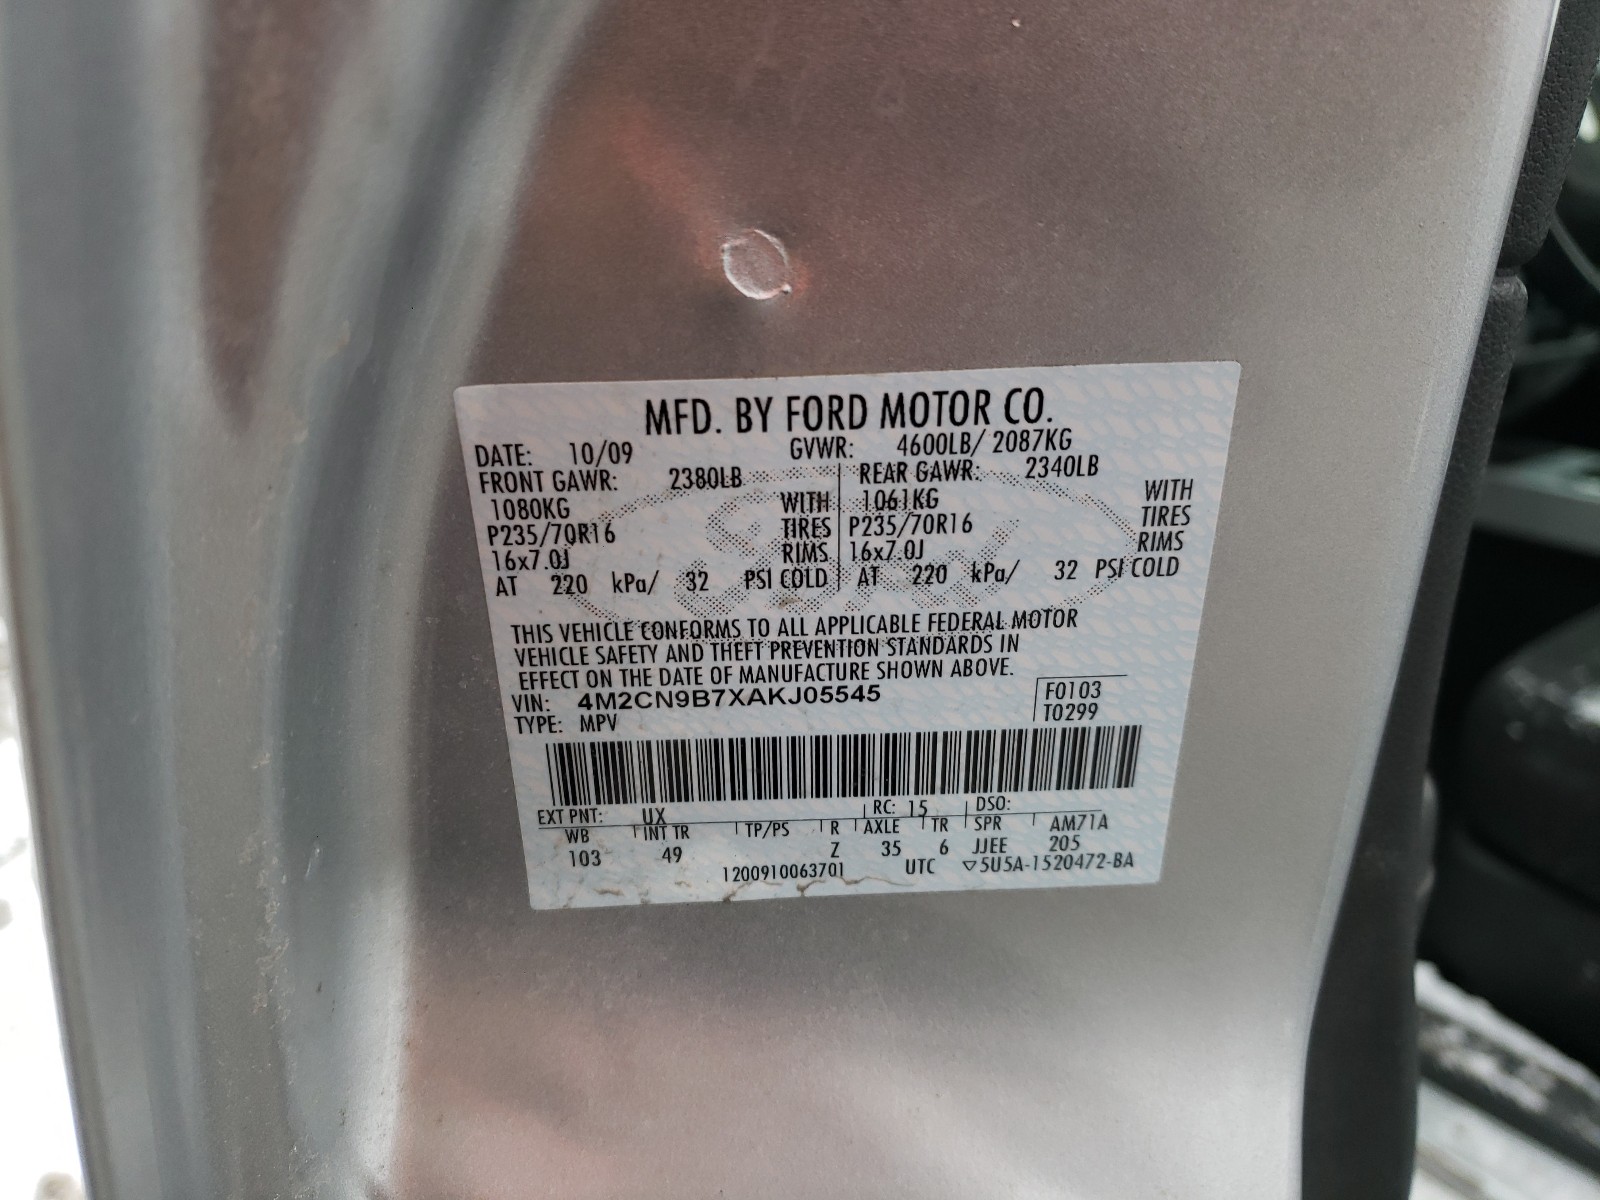 MFD. BY FORD MOTOR CO.
DATE: 10/09 GVWR: 4600LB/ 2087KG
FRONT GAWR: 2380LB REAR GAWR: 2340LB
1080KG WITH 1061KG WITH
P235/70R16 TIRES P235/70R16 TIRES
16x7.0J RIMS 16x7.0J RIMS
AT 220 kPa/ 32 PSI COLD AT 220 kPa/ 32 PSI COLD
THIS VEHICLE CONFORMS TO ALL APPLICABLE FEDERAL MOTOR
VEHICLE SAFETY AND THEFT PREVENTION STANDARDS IN
EFFECT ON THE DATE OF MANUFACTURE SHOWN ABOVE.
VIN: 4M2CN9B7XAKJ05545 F0103
TYPE: MPV T0299
EXT PNT: UX RC: 15 DSO:
WB INT TR TP/PS R AXLE TR SPR AM71A
103 49 Z 35 6 JJEE 205
1200910063701 UTC ▽5U5A-1520472-BA